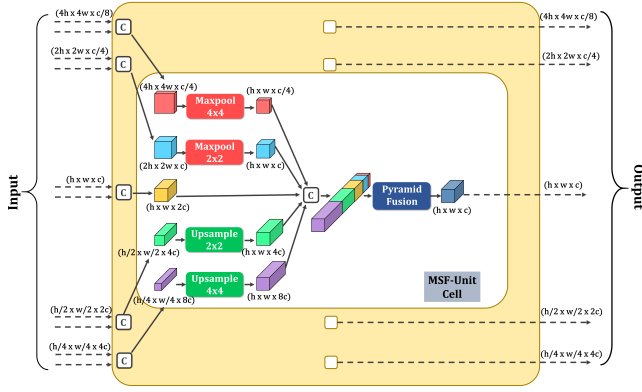 (4h x 4w x c/8)
C
(4h x 4w x c/8)
(2h x 2w x c/4)
C
(2h x 2w x c/4)
(4h x 4w x c/4)
(h x w x c/4)
Maxpool
4x4
Maxpool
2x2
(2h x 2w x c)
(h x w x c)
Input
(h x w x c)
C
(h x w x 2c)
C
Pyramid
Fusion
(h x w x c)
(h x w x c)
Output
Upsample
2x2
(h/2 x w/2 x 4c)
(h x w x 4c)
Upsample
4x4
(h/4 x w/4 x 8c)
(h x w x 8c)
MSF-Unit
Cell
(h/2 x w/2 x 2c)
C
(h/2 x w/2 x 2c)
(h/4 x w/4 x 4c)
C
(h/4 x w/4 x 4c)